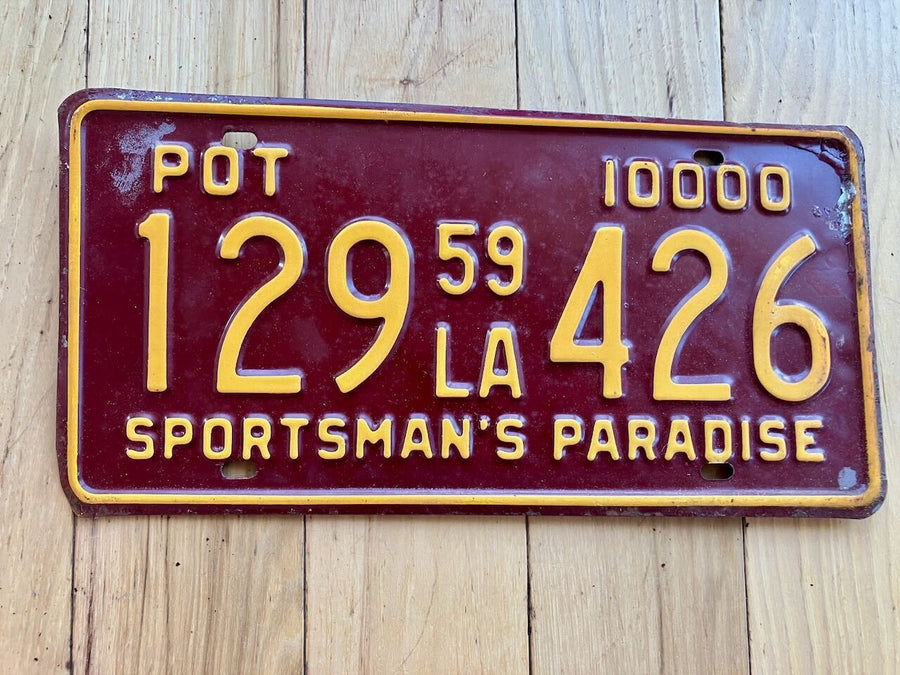 POT 10000
129 59 LA 426
SPORTSMAN'S PARADISE